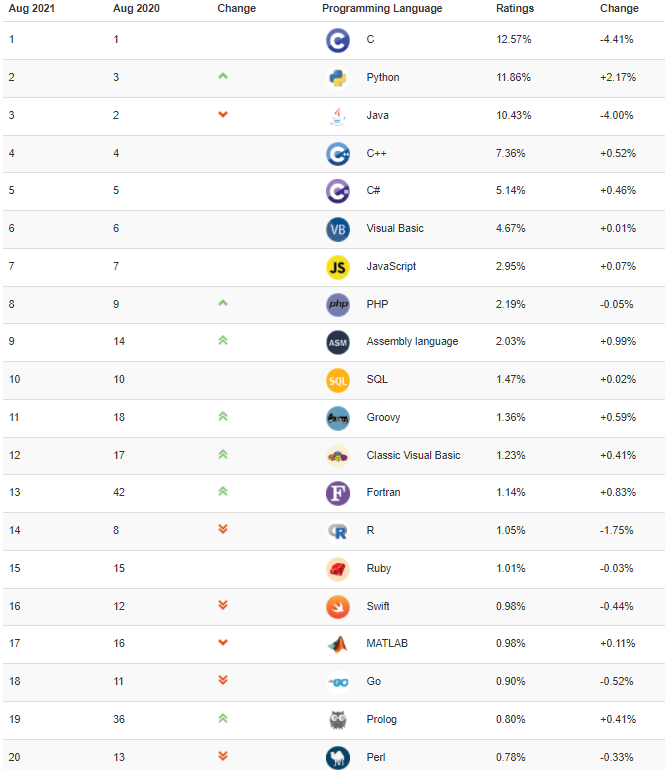 Aug 2021 Aug 2020 Change Programming Language Ratings Change
1 1 C C 12.57% -4.41%
2 3 Python 11.86% +2.17%
3 2 Java Java 10.43% -4.00%
4 4 C++ C++ 7.36% +0.52%
5 5 C# C# 5.14% +0.46%
6 6 VB Visual Basic 4.67% +0.01%
7 7 JS JavaScript 2.95% +0.07%
8 9 php PHP 2.19% -0.05%
9 14 ASM Assembly language 2.03% +0.99%
10 10 SQL SQL 1.47% +0.02%
11 18 Groovy 1.36% +0.59%
12 17 Classic Visual Basic 1.23% +0.41%
13 42 F Fortran 1.14% +0.83%
14 8 R R 1.05% -1.75%
15 15 Ruby 1.01% -0.03%
16 12 Swift 0.98% -0.44%
17 16 MATLAB 0.98% +0.11%
18 11 GO Go 0.90% -0.52%
19 36 Prolog 0.80% +0.41%
20 13 Perl 0.78% -0.33%